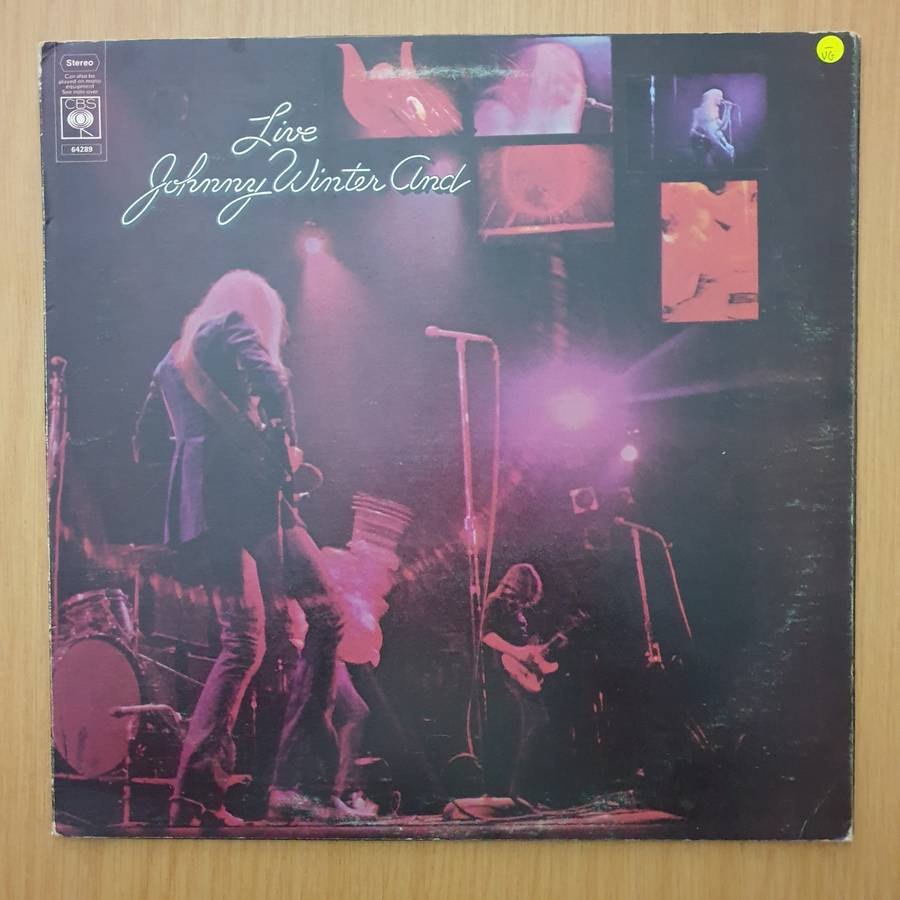 Stereo
Can also be
played on mono
equipment
See note over
CBS
64289
Live
Johnny Winter And
VG